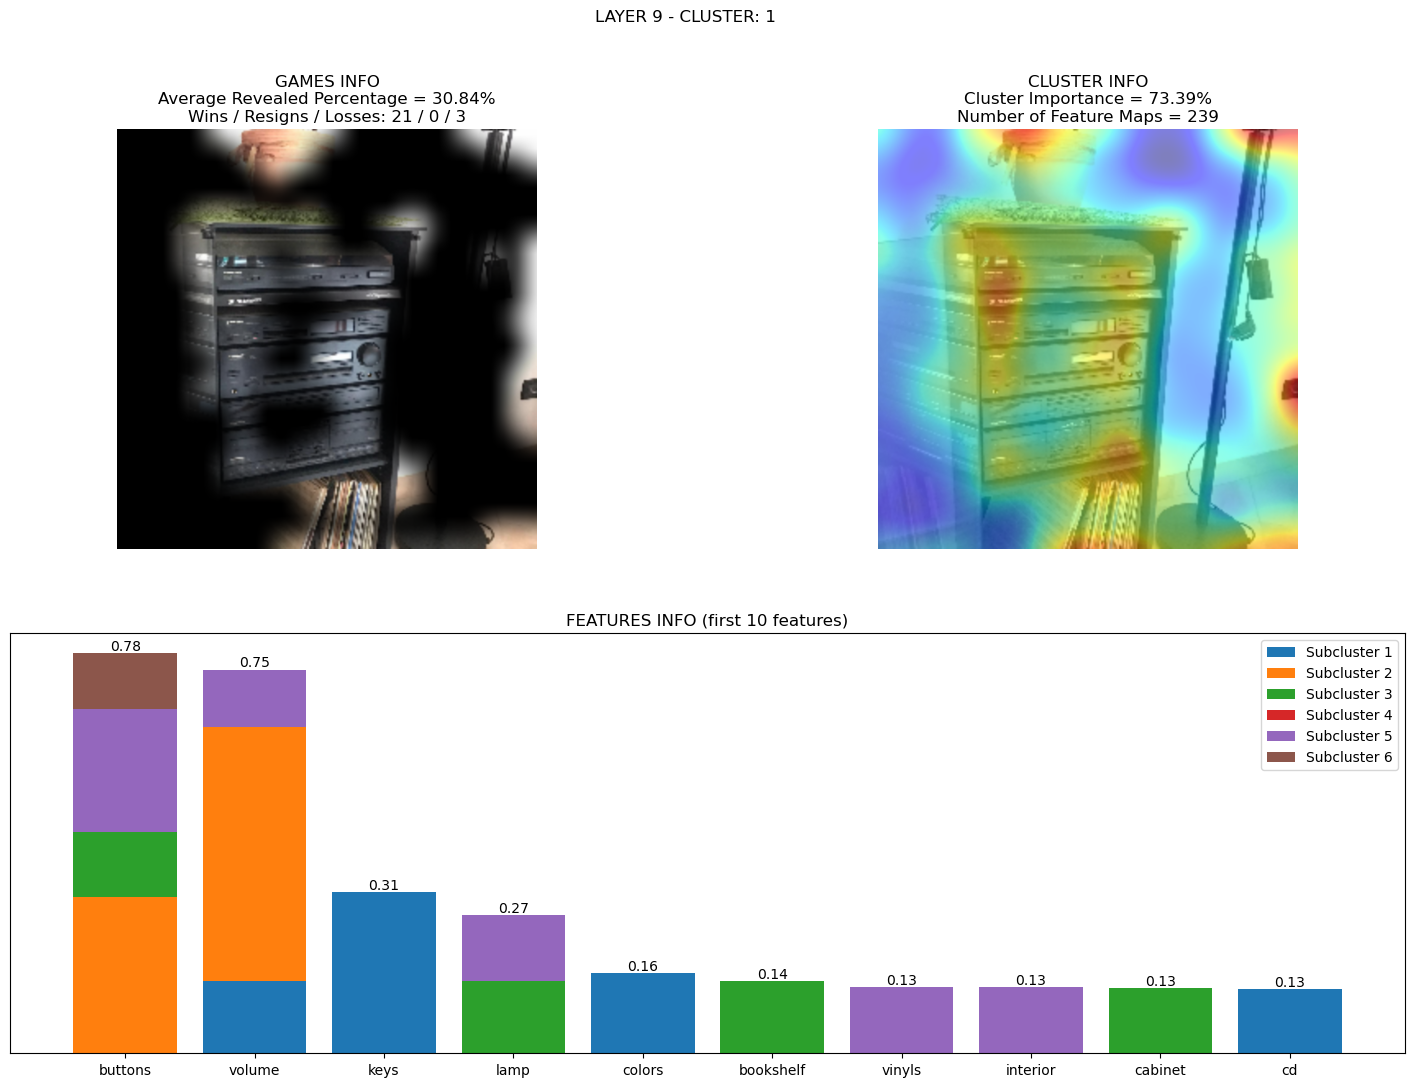 LAYER 9 - CLUSTER: 1
GAMES INFO
Average Revealed Percentage = 30.84%
Wins / Resigns / Losses: 21 / 0 / 3
CLUSTER INFO
Cluster Importance = 73.39%
Number of Feature Maps = 239
FEATURES INFO (first 10 features)
0.78
0.75
0.31
0.27
0.16
0.14
0.13
0.13
0.13
0.13
Subcluster 1
Subcluster 2
Subcluster 3
Subcluster 4
Subcluster 5
Subcluster 6
buttons
volume
keys
lamp
colors
bookshelf
vinyls
interior
cabinet
cd